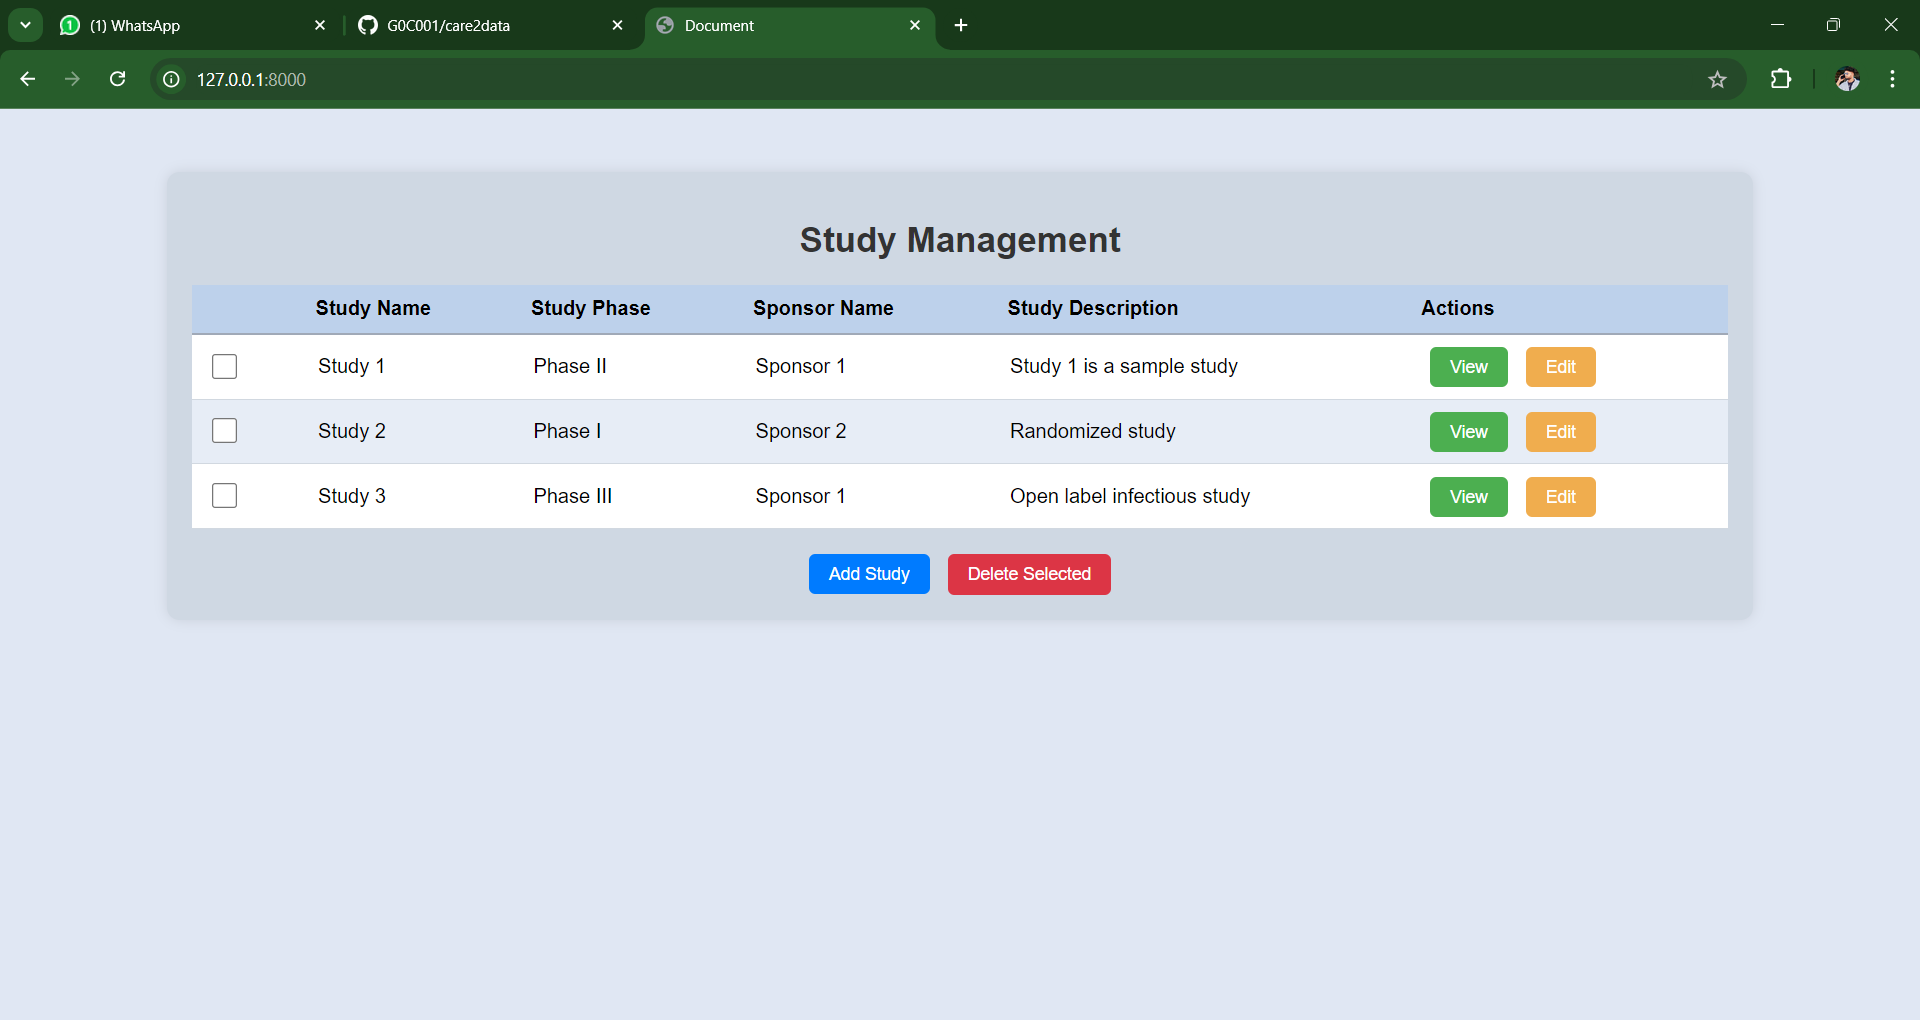 (1) WhatsApp
G0C001/care2data
Document
127.0.0.1:8000
Study Management
Study Name Study Phase Sponsor Name Study Description Actions
Study 1 Phase II Sponsor 1 Study 1 is a sample study View Edit
Study 2 Phase I Sponsor 2 Randomized study View Edit
Study 3 Phase III Sponsor 1 Open label infectious study View Edit
Add Study Delete Selected